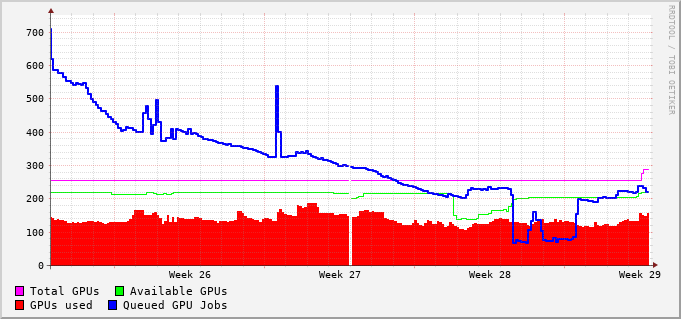 RRDTOOL / TOBI OETIKER
700
600
500
400
300
200
100
0
Week 26 Week 27 Week 28 Week 29
Total GPUs Available GPUs
GPUs used Queued GPU Jobs